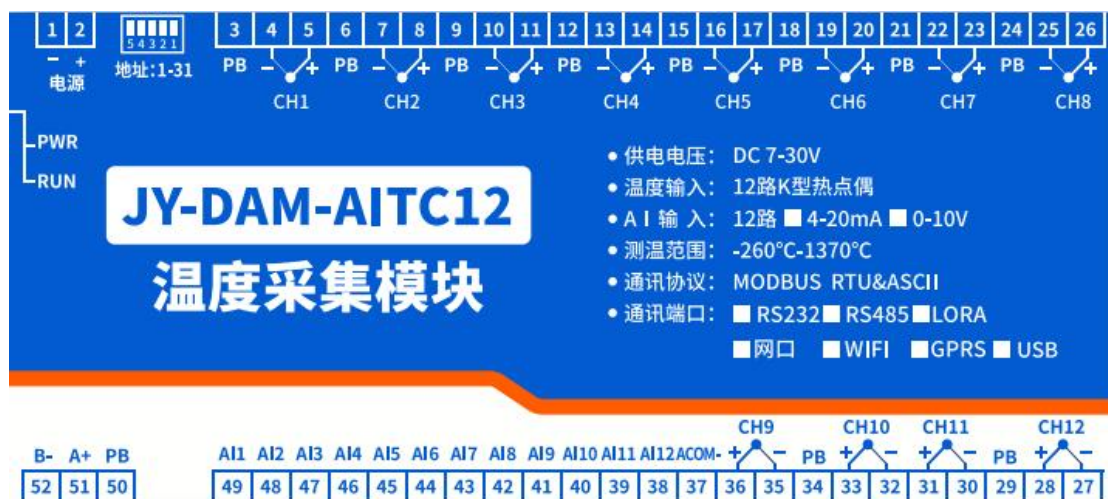 1 2 3 4 5 6 7 8 9 10 11 12 13 14 15 16 17 18 19 20 21 22 23 24 25 26
5 4 3 2 1
- + 地址:1-31 PB - + PB - + PB - + PB - + PB - + PB - + PB - + PB - +
电源 CH1 CH2 CH3 CH4 CH5 CH6 CH7 CH8
PWR
RUN
JY-DAM-AITC12
温度采集模块
• 供电电压: DC 7-30V
• 温度输入: 12路K型热点偶
• AI 输 入: 12路 ■ 4-20mA ■ 0-10V
• 测温范围: -260℃-1370℃
• 通讯协议: MODBUS RTU&ASCII
• 通讯端口: ■ RS232 ■ RS485 ■ LORA
■ 网口 ■ WIFI ■ GPRS ■ USB
CH9 CH10 CH11 CH12
B- A+ PB AI1 AI2 AI3 AI4 AI5 AI6 AI7 AI8 AI9 AI10 AI11 AI12 ACOM- + - PB + - + - PB + -
52 51 50 49 48 47 46 45 44 43 42 41 40 39 38 37 36 35 34 33 32 31 30 29 28 27